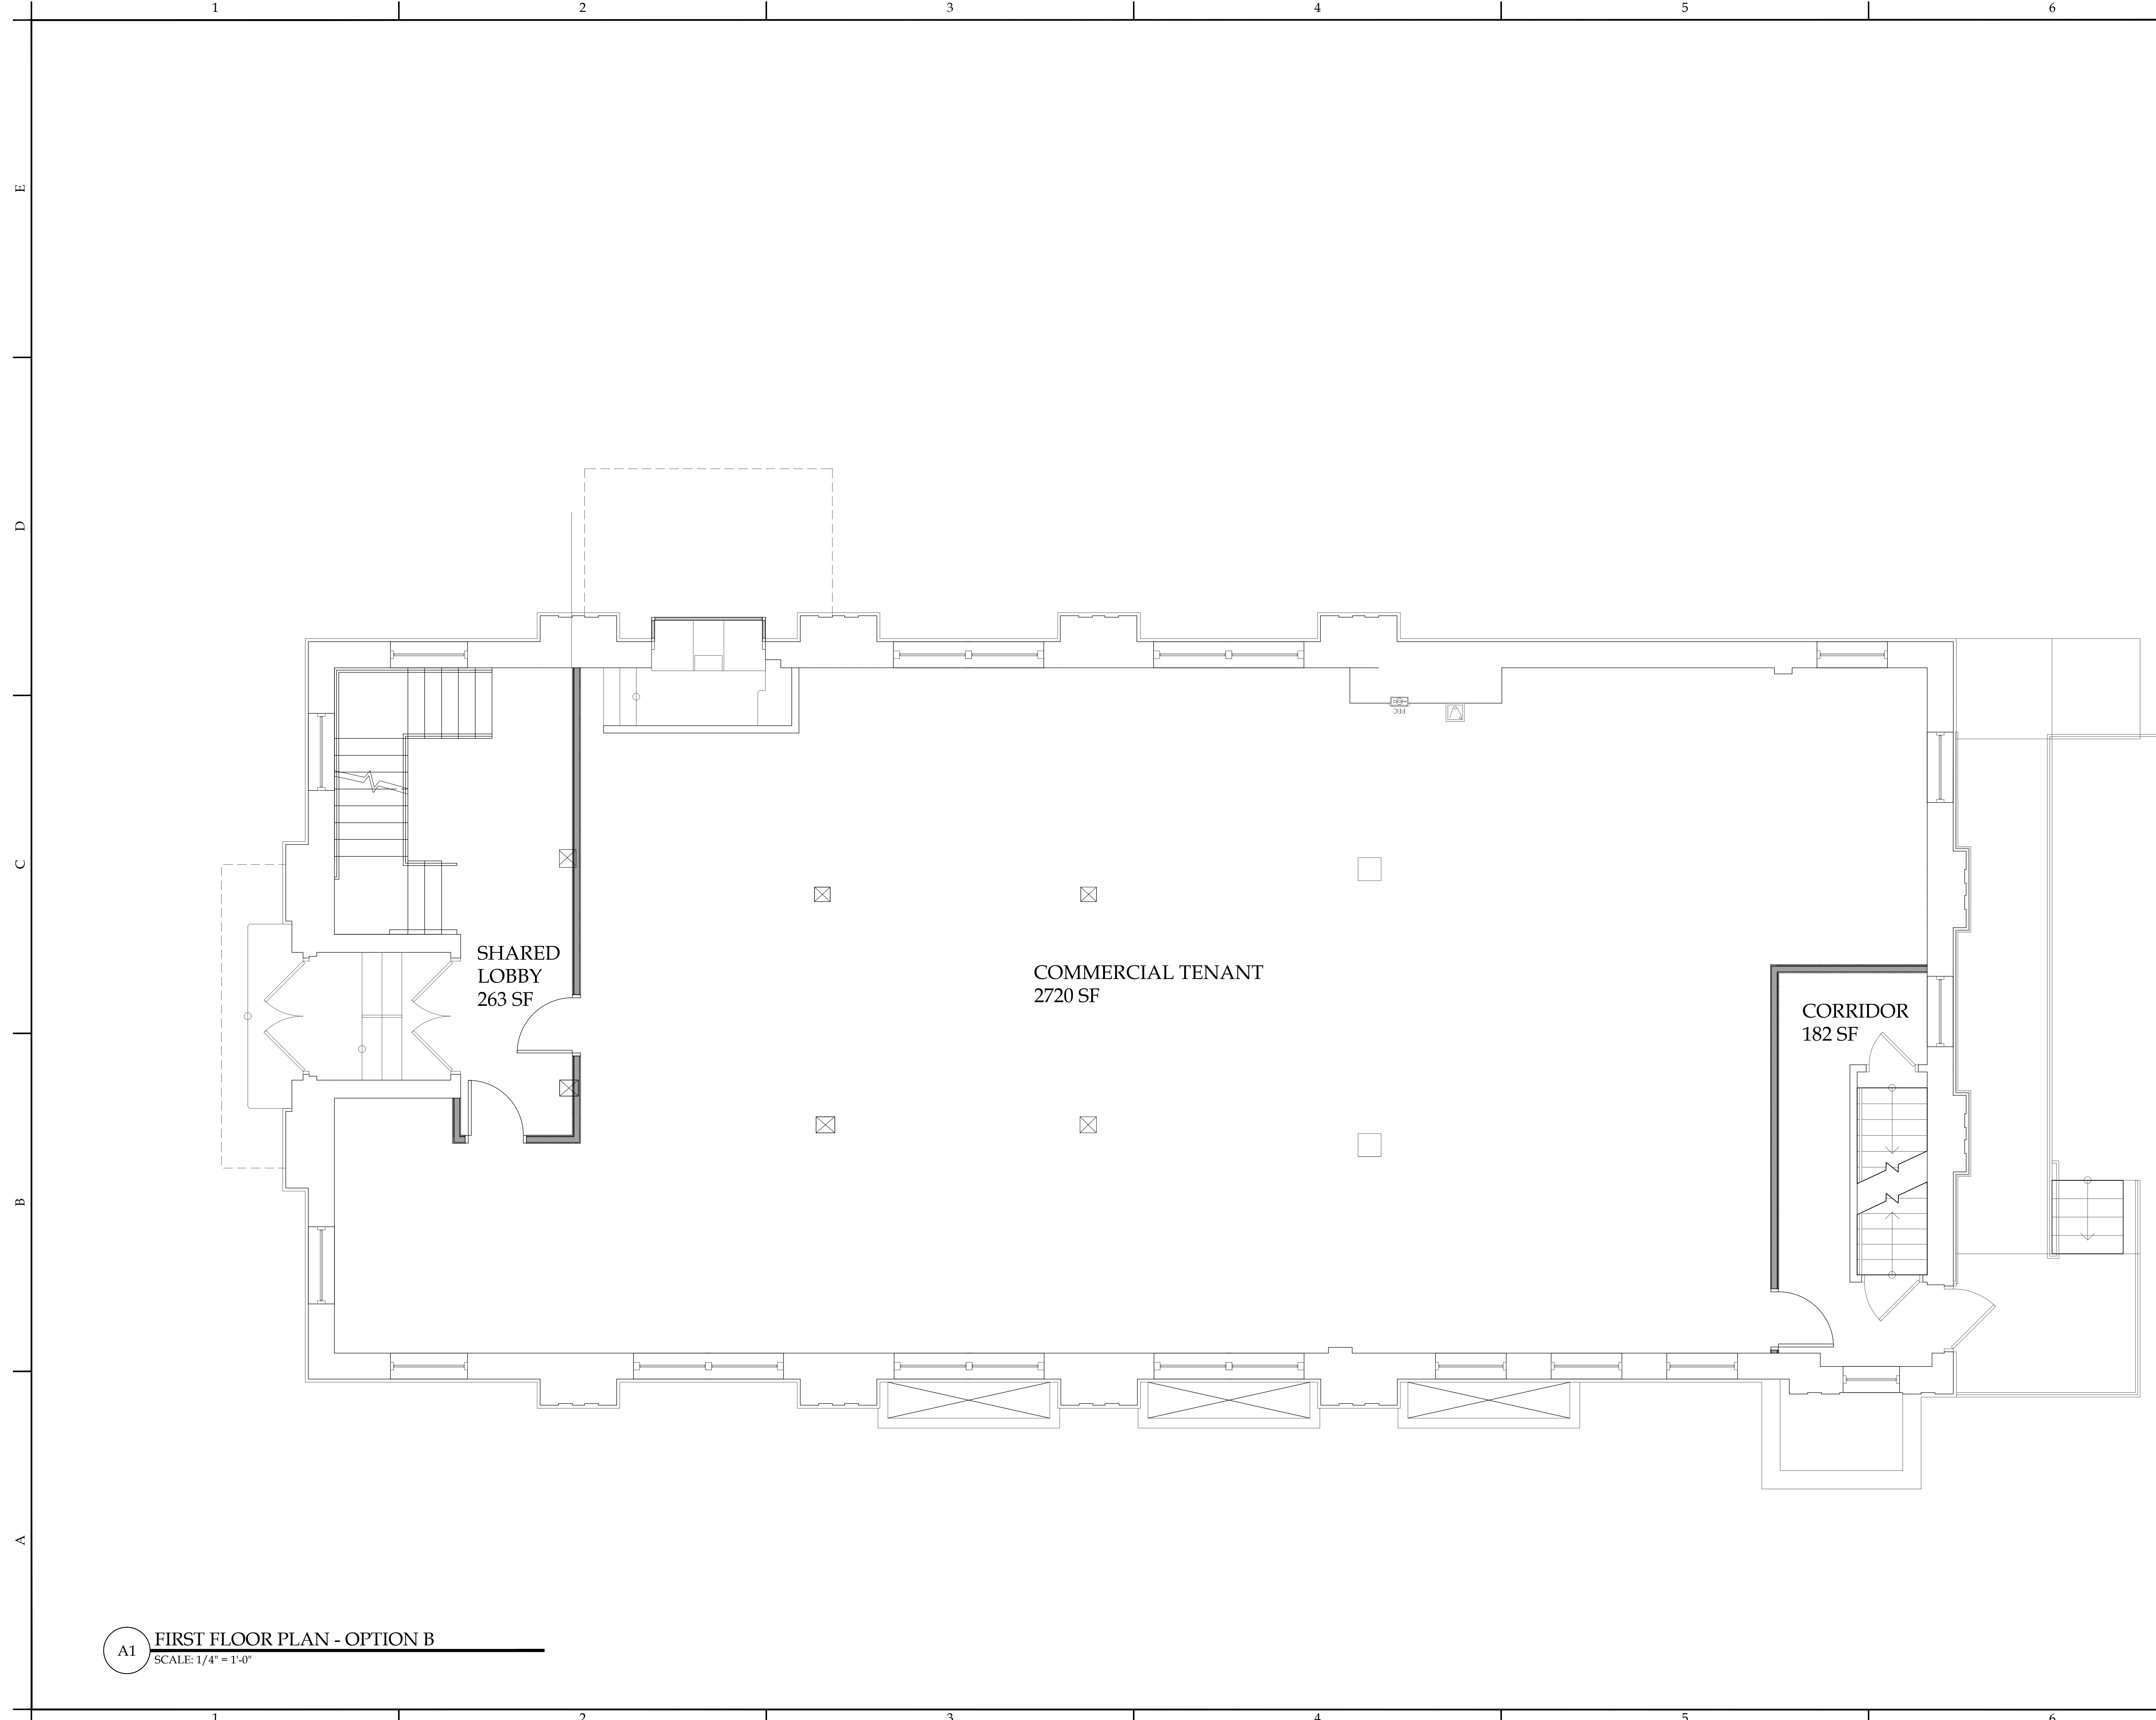 1 2 3 4 5 6
E
D
FEC
C
SHARED
LOBBY
263 SF
COMMERCIAL TENANT
2720 SF
CORRIDOR
182 SF
B
A
A1
FIRST FLOOR PLAN - OPTION B
SCALE: 1/4" = 1'-0"
1 2 3 4 5 6